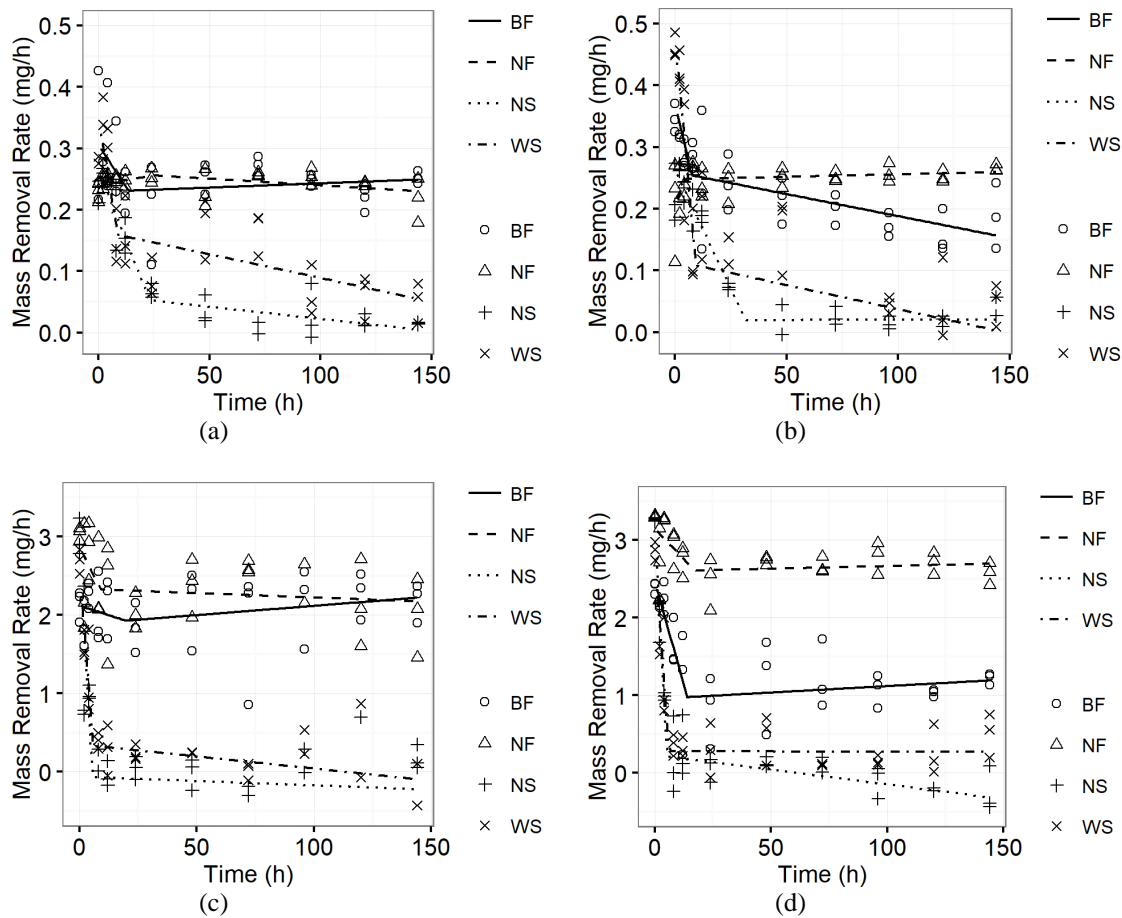 0.5
0.4
0.3
0.2
0.1
0.0
Mass Removal Rate (mg/h)
0 50 100 150
Time (h)
BF
NF
NS
WS
BF
NF
NS
WS
(a)
0.5
0.4
0.3
0.2
0.1
0.0
Mass Removal Rate (mg/h)
0 50 100 150
Time (h)
BF
NF
NS
WS
BF
NF
NS
WS
(b)
3
2
1
0
Mass Removal Rate (mg/h)
0 50 100 150
Time (h)
BF
NF
NS
WS
BF
NF
NS
WS
(c)
3
2
1
0
Mass Removal Rate (mg/h)
0 50 100 150
Time (h)
BF
NF
NS
WS
BF
NF
NS
WS
(d)